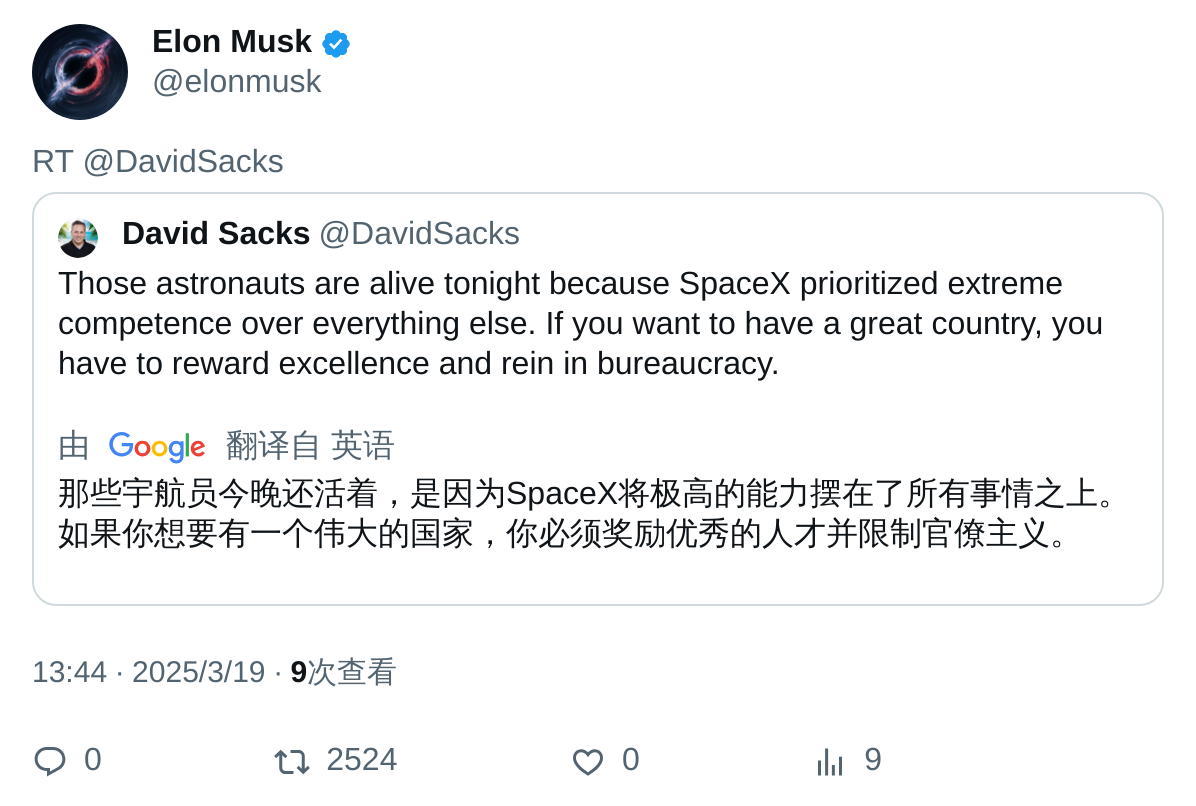 Elon Musk
@elonmusk
RT @DavidSacks
David Sacks @DavidSacks
Those astronauts are alive tonight because SpaceX prioritized extreme
competence over everything else. If you want to have a great country, you
have to reward excellence and rein in bureaucracy.
由 Google 翻译自 英语
那些宇航员今晚还活着，是因为SpaceX将极高的能力摆在了所有事情之上。
如果你想要有一个伟大的国家，你必须奖励优秀的人才并限制官僚主义。
13:44 · 2025/3/19 · 9次查看
0 2524 0 9